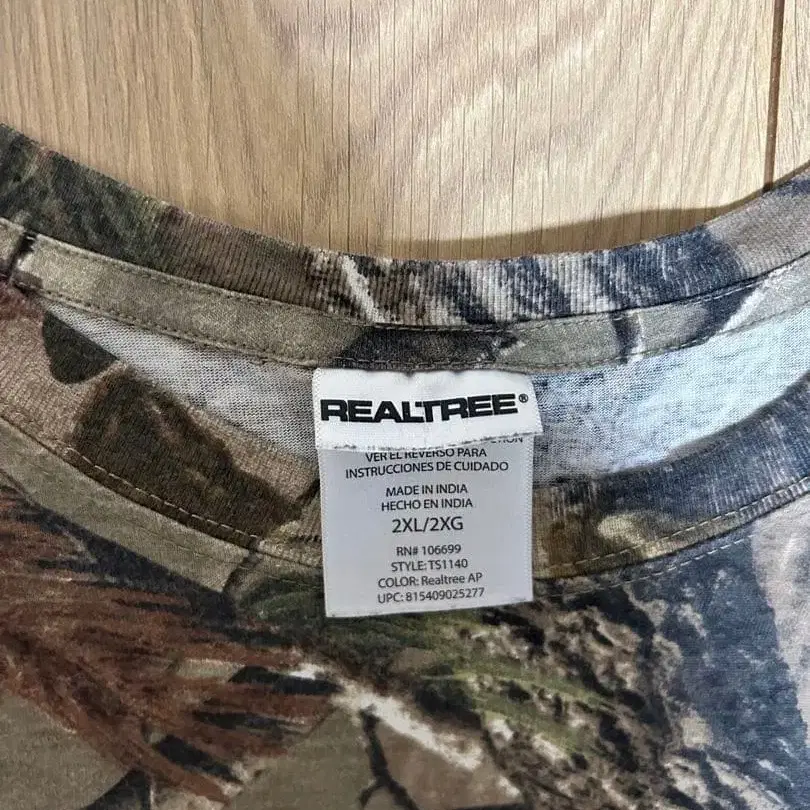 REALTREE®
VER EL REVERSO PARA
INSTRUCCIONES DE CUIDADO
MADE IN INDIA
HECHO EN INDIA
2XL/2XG
RN# 106699
STYLE: TS1140
COLOR: Realtree AP
UPC: 815409025277